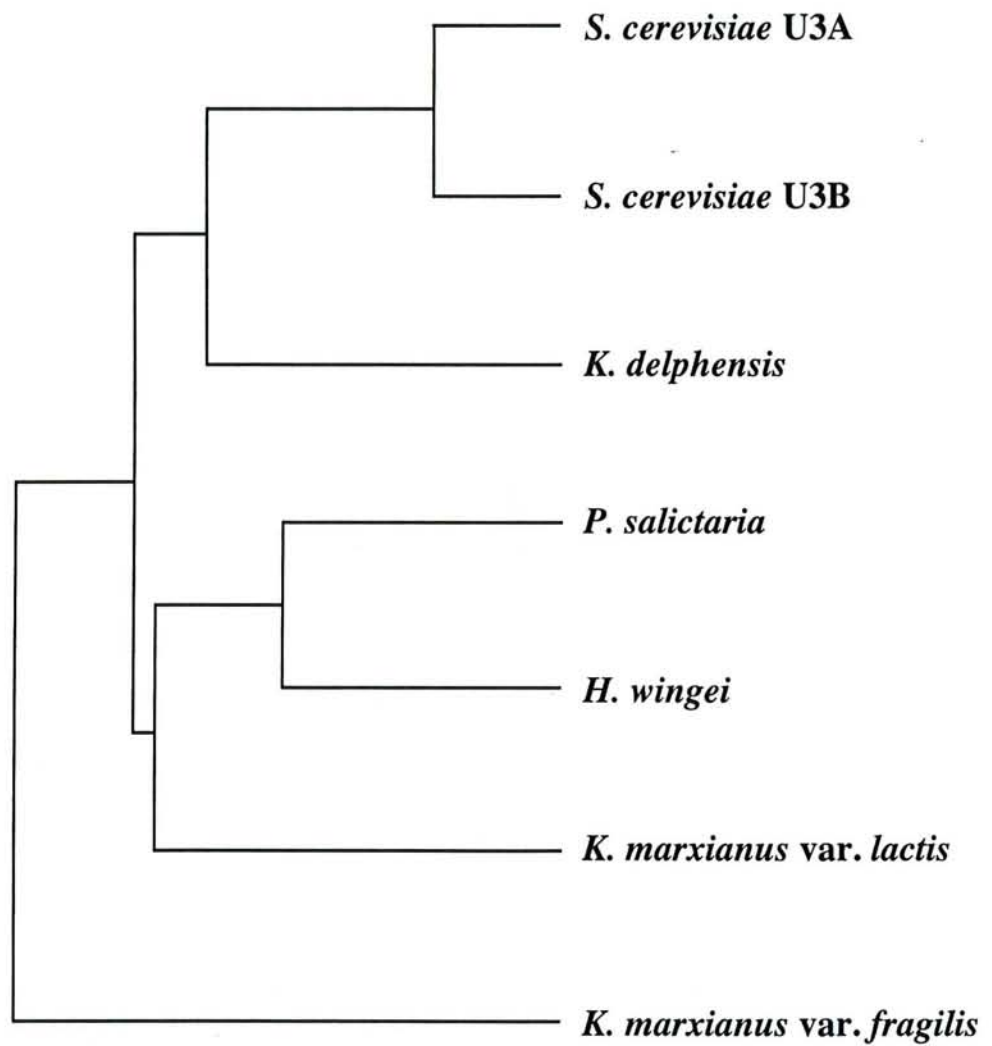 S. cerevisiae U3A
S. cerevisiae U3B
K. delphensis
P. salictaria
H. wingei
K. marxianus var. lactis
K. marxianus var. fragilis